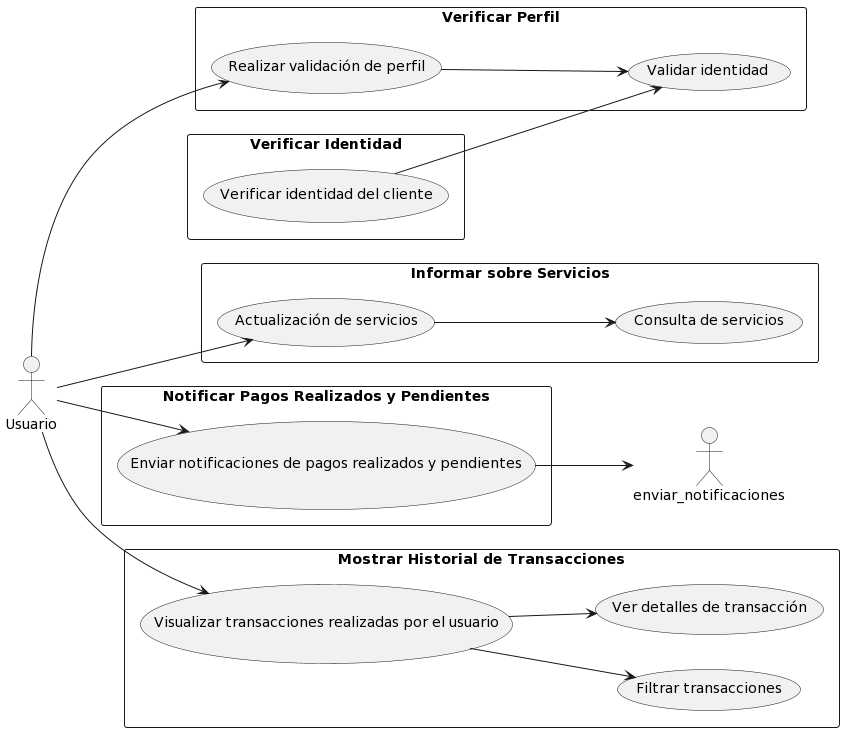 Verificar Perfil
Realizar validación de perfil
Validar identidad
Verificar Identidad
Verificar identidad del cliente
Informar sobre Servicios
Actualización de servicios
Consulta de servicios
Usuario
Notificar Pagos Realizados y Pendientes
Enviar notificaciones de pagos realizados y pendientes
enviar_notificaciones
Mostrar Historial de Transacciones
Visualizar transacciones realizadas por el usuario
Ver detalles de transacción
Filtrar transacciones